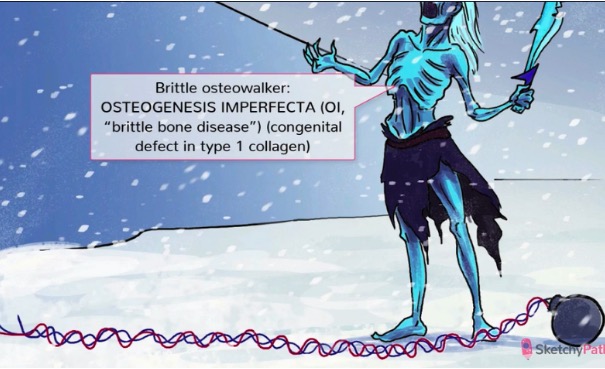 Brittle osteowalker:
OSTEOGENESIS IMPERFECTA (OI,
“brittle bone disease”) (congenital
defect in type 1 collagen)
SketchyPath